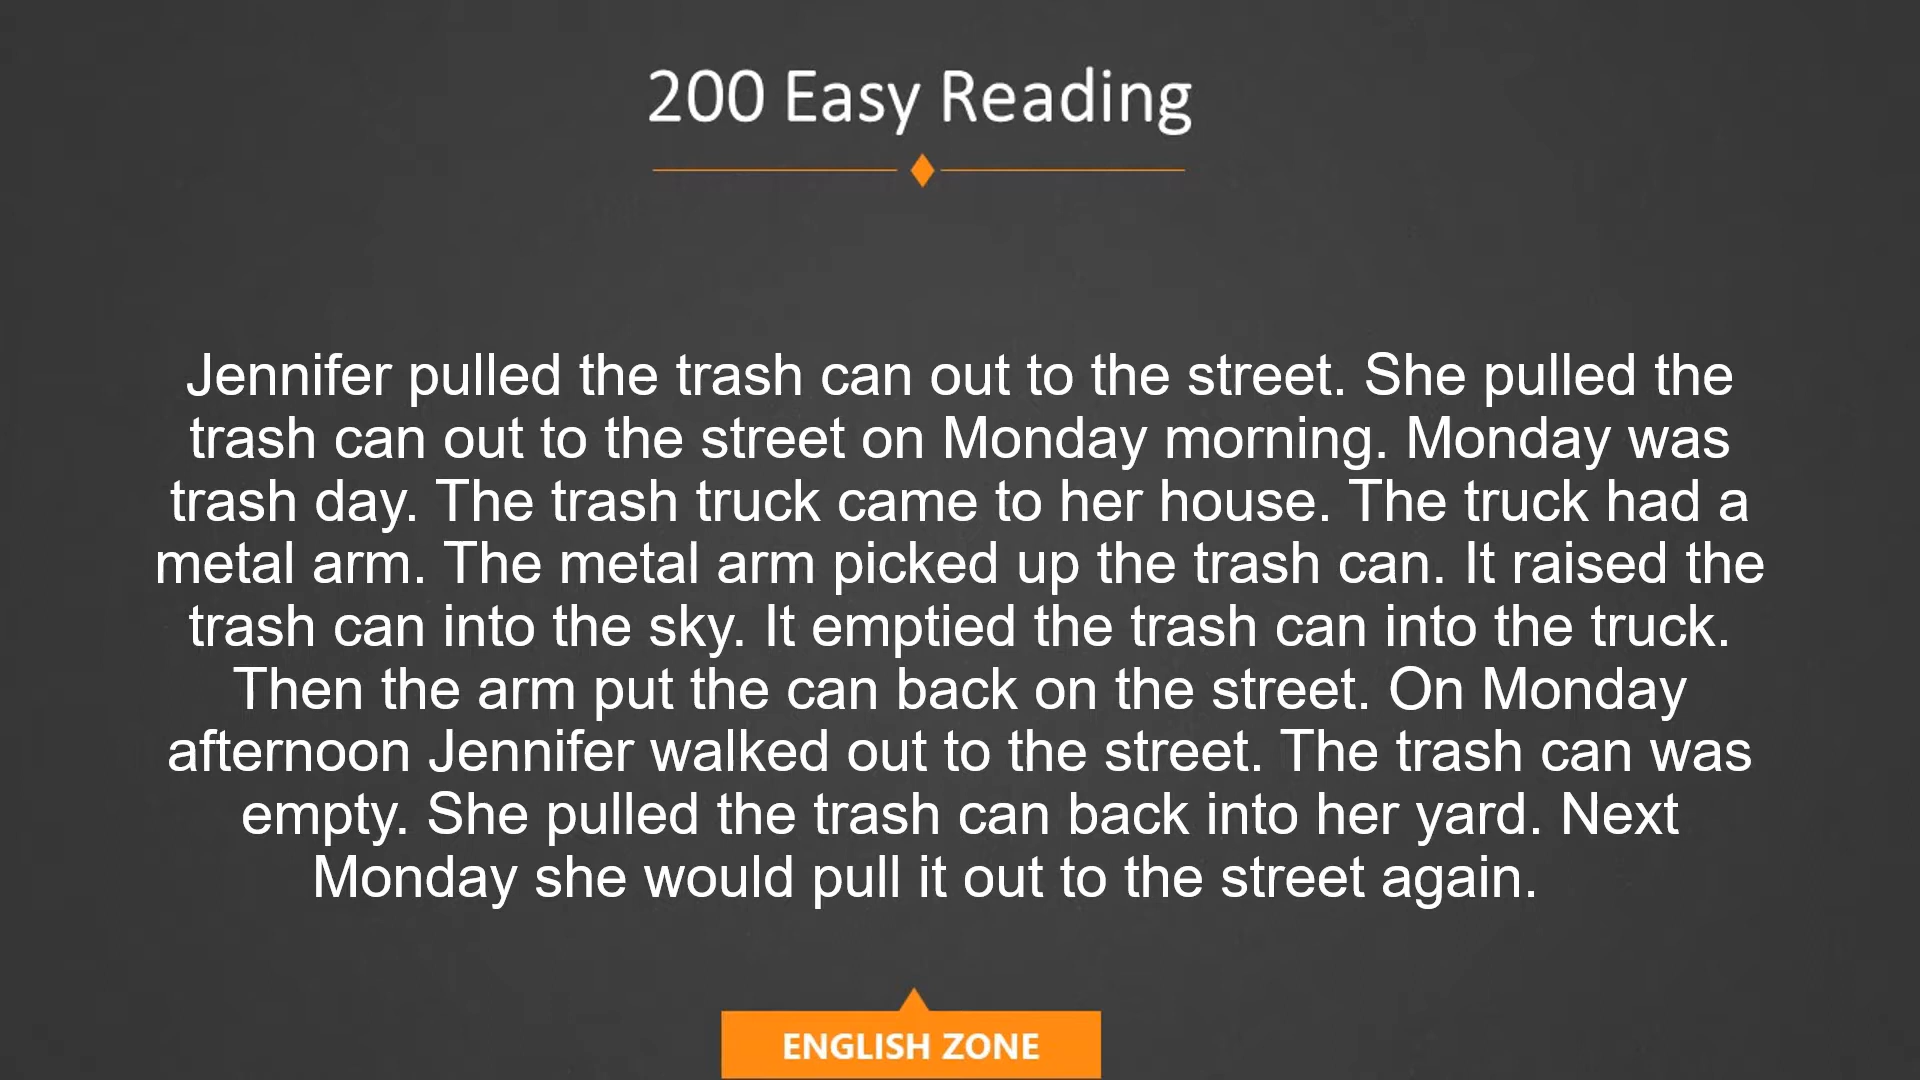 200 Easy Reading
Jennifer pulled the trash can out to the street. She pulled the
trash can out to the street on Monday morning. Monday was
trash day. The trash truck came to her house. The truck had a
metal arm. The metal arm picked up the trash can. It raised the
trash can into the sky. It emptied the trash can into the truck.
Then the arm put the can back on the street. On Monday
afternoon Jennifer walked out to the street. The trash can was
empty. She pulled the trash can back into her yard. Next
Monday she would pull it out to the street again.
ENGLISH ZONE